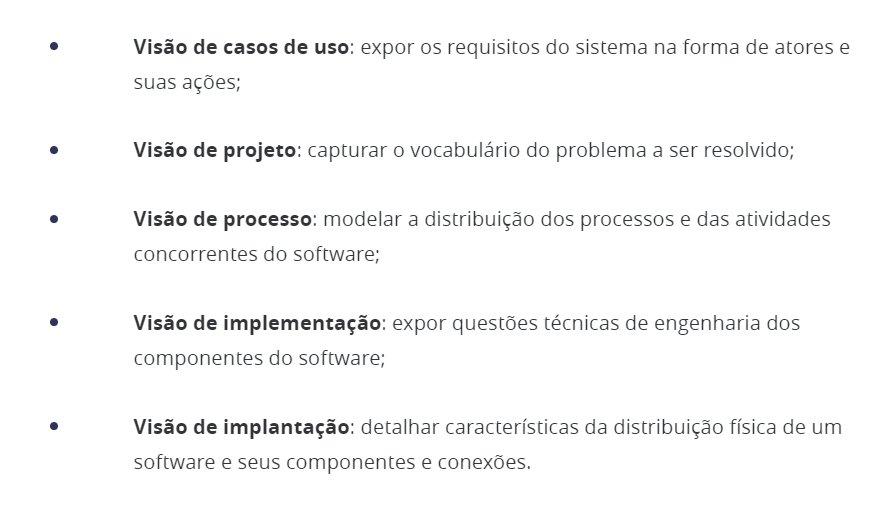 Visão de casos de uso: expor os requisitos do sistema na forma de atores e
suas ações;
Visão de projeto: capturar o vocabulário do problema a ser resolvido;
Visão de processo: modelar a distribuição dos processos e das atividades
concorrentes do software;
Visão de implementação: expor questões técnicas de engenharia dos
componentes do software;
Visão de implantação: detalhar características da distribuição física de um
software e seus componentes e conexões.